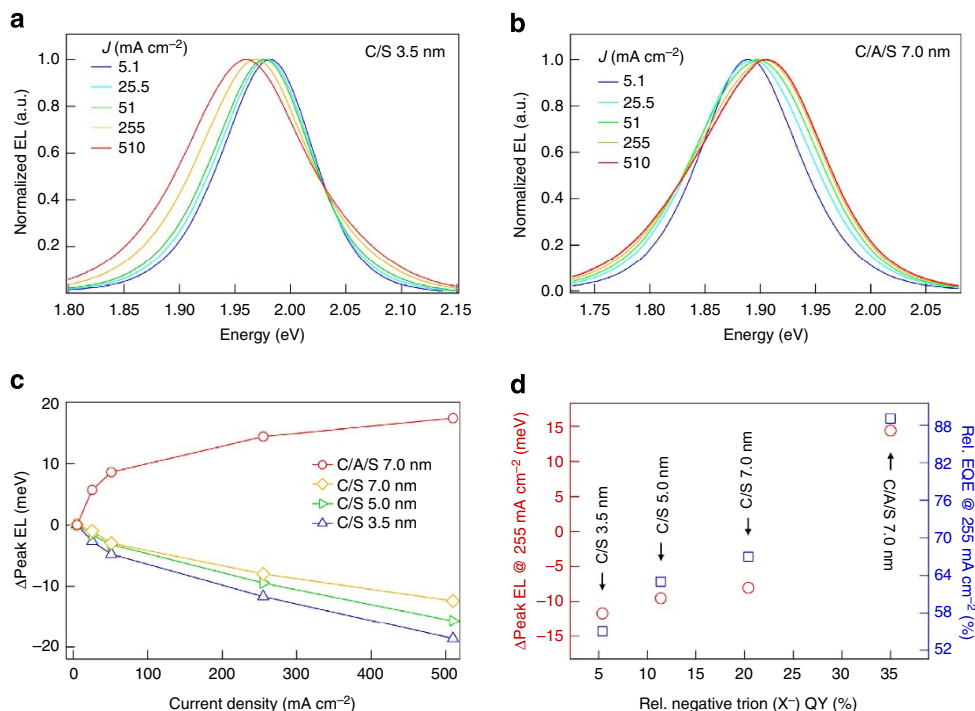 a
J (mA cm⁻²)
5.1
25.5
51
255
510
C/S 3.5 nm
Normalized EL (a.u.)
1.0
0.8
0.6
0.4
0.2
1.80 1.85 1.90 1.95 2.00 2.05 2.10 2.15
Energy (eV)
b
J (mA cm⁻²)
5.1
25.5
51
255
510
C/A/S 7.0 nm
Normalized EL (a.u.)
1.0
0.8
0.6
0.4
0.2
0.0
1.75 1.80 1.85 1.90 1.95 2.00 2.05
Energy (eV)
c
ΔPeak EL (meV)
20
10
0
−10
−20
C/A/S 7.0 nm
C/S 7.0 nm
C/S 5.0 nm
C/S 3.5 nm
0 100 200 300 400 500
Current density (mA cm⁻²)
d
ΔPeak EL @ 255 mA cm⁻² (meV)
15
10
5
0
−5
−10
−15
C/S 3.5 nm
C/S 5.0 nm
C/S 7.0 nm
C/A/S 7.0 nm
88
82
76
70
64
58
52
Rel. EQE @ 255 mA cm⁻² (%)
5 10 15 20 25 30 35
Rel. negative trion (X⁻) QY (%)